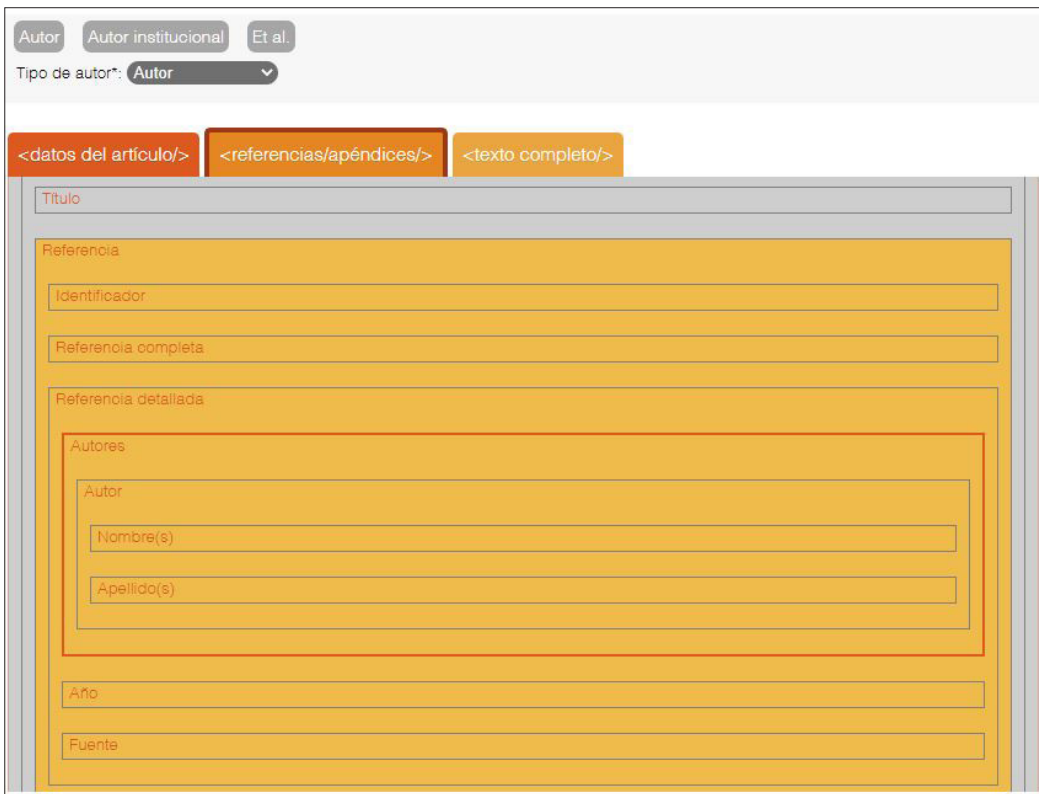 Autor Autor institucional Et al.
Tipo de autor*: Autor
<datos del artículo/> <referencias/apéndices/> <texto completo/>
Título
Referencia
Identificador
Referencia completa
Referencia detallada
Autores
Autor
Nombre(s)
Apellido(s)
Año
Fuente